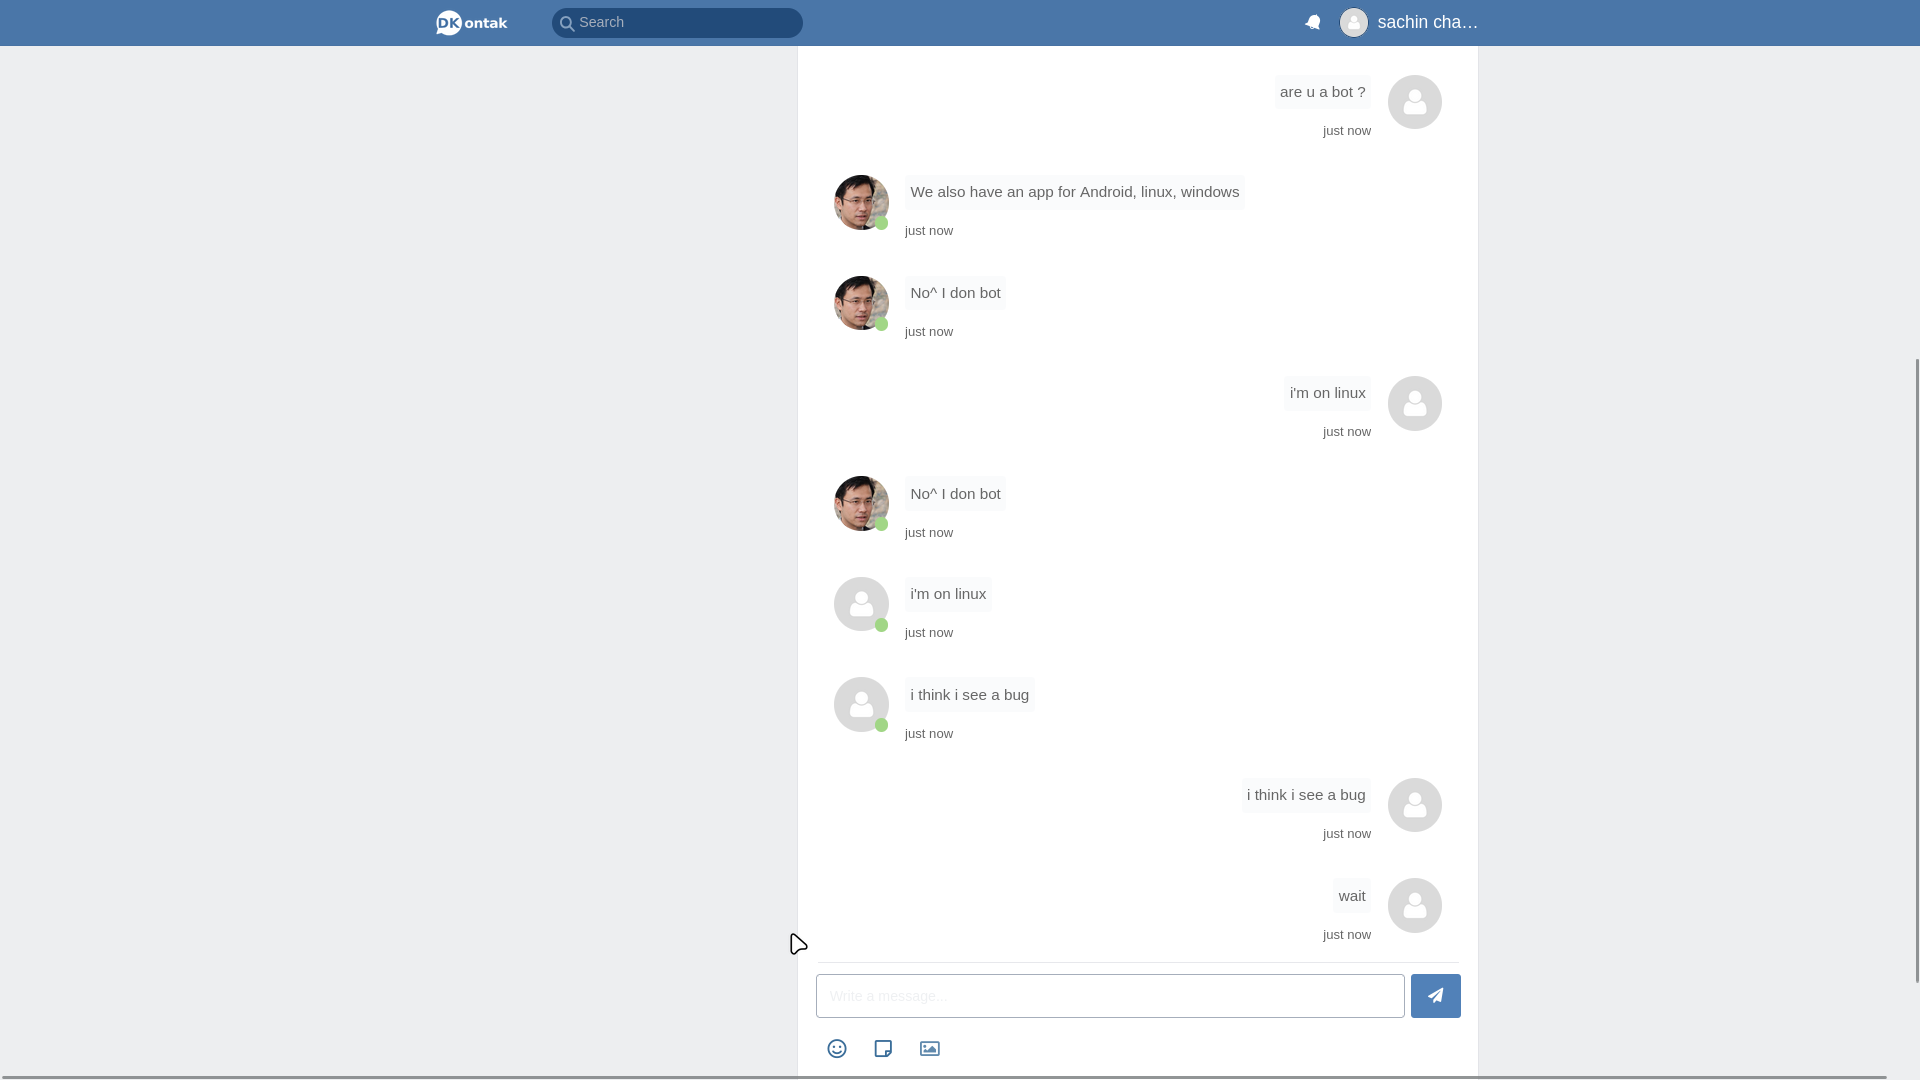 DKontak
Search
sachin cha...
are u a bot ?
just now
We also have an app for Android, linux, windows
just now
No^ I don bot
just now
i'm on linux
just now
No^ I don bot
just now
i'm on linux
just now
i think i see a bug
just now
i think i see a bug
just now
wait
just now
Write a message...